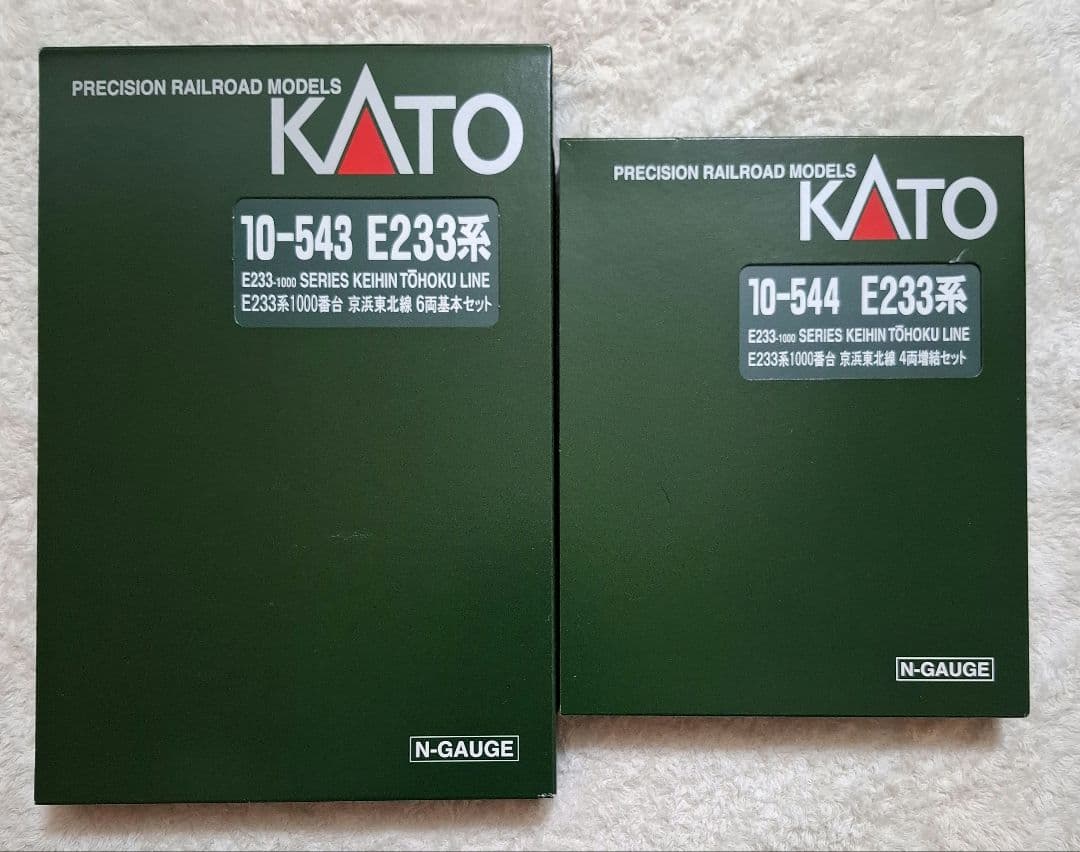 PRECISION RAILROAD MODELS
KATO
10-543 E233系
E233-1000 SERIES KEIHIN TŌHOKU LINE
E233系1000番台 京浜東北線 6両基本セット
N-GAUGE
PRECISION RAILROAD MODELS
KATO
10-544 E233系
E233-1000 SERIES KEIHIN TŌHOKU LINE
E233系1000番台 京浜東北線 4両増結セット
N-GAUGE